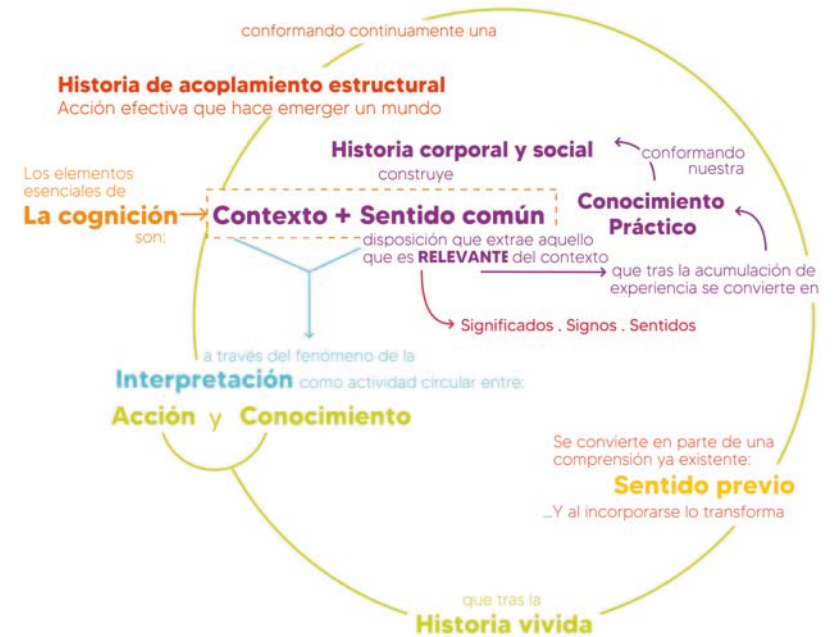 conformando continuamente una
Historia de acoplamiento estructural
Acción efectiva que hace emerger un mundo
Historia corporal y social
construye
conformando
nuestra
Los elementos
esenciales de
La cognición
son:
Contexto + Sentido común
Conocimiento
Práctico
disposición que extrae aquello
que es RELEVANTE del contexto
que tras la acumulación de
experiencia se convierte en
Significados . Signos . Sentidos
a través del fenómeno de la
Interpretación como actividad circular entre:
Acción y Conocimiento
Se convierte en parte de una
comprensión ya existente:
Sentido previo
...Y al incorporarse lo transforma
que tras la
Historia vivida